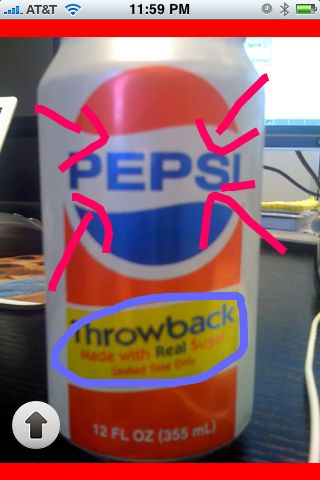 AT&T 11:59 PM
PEPSI
Throwback
Made with Real Sugar
Limited Time Only
12 FL OZ (355 mL)